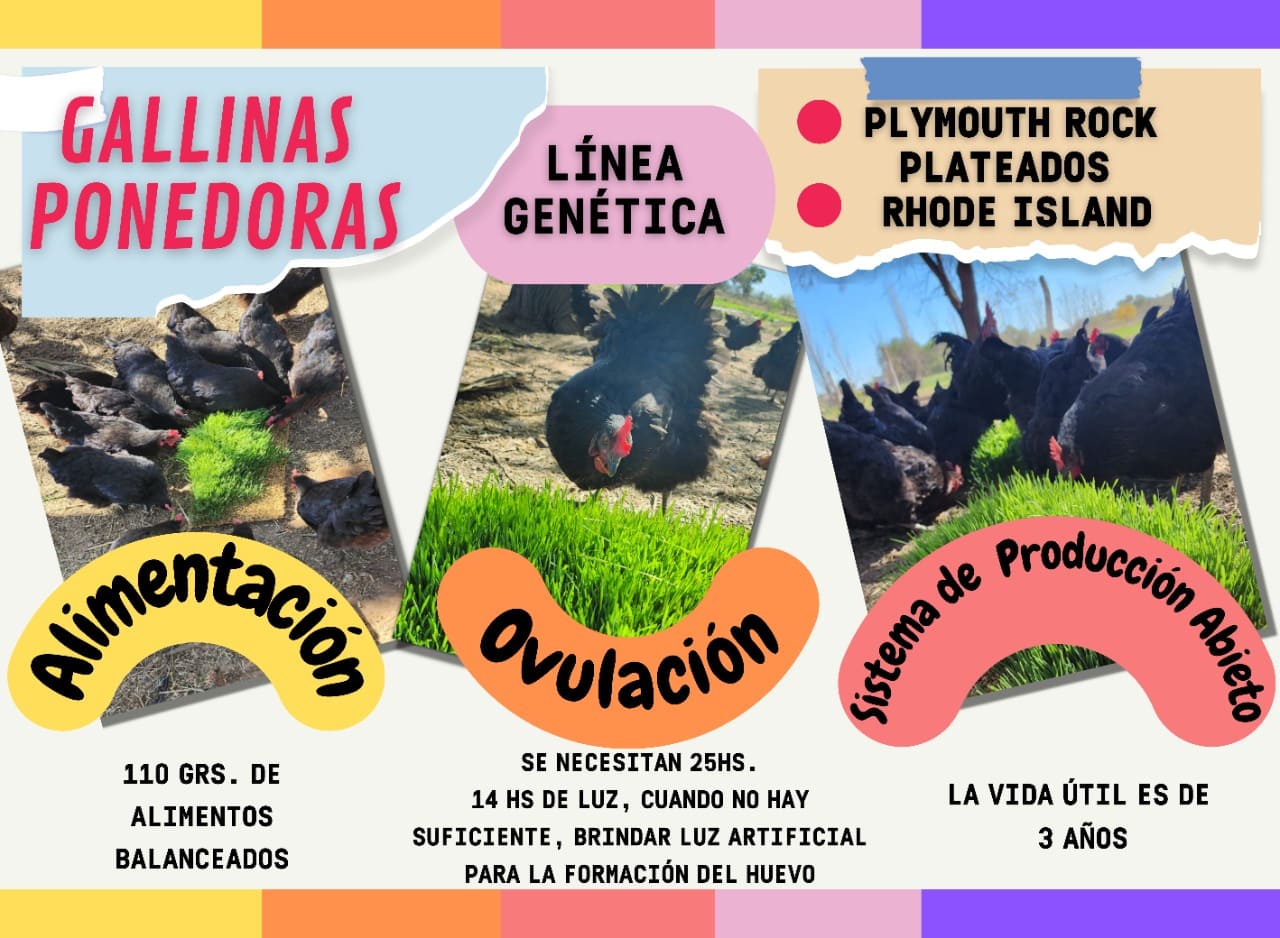 GALLINAS
PONEDORAS
LÍNEA
GENÉTICA
PLYMOUTH ROCK
PLATEADOS
RHODE ISLAND
Alimentación
Ovulación
Sistema de Producción Abieto
110 GRS. DE
ALIMENTOS
BALANCEADOS
SE NECESITAN 25HS.
14 HS DE LUZ, CUANDO NO HAY
SUFICIENTE, BRINDAR LUZ ARTIFICIAL
PARA LA FORMACIÓN DEL HUEVO
LA VIDA ÚTIL ES DE
3 AÑOS